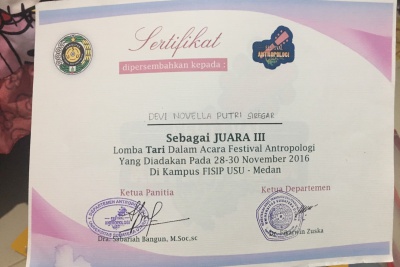 Sertifikat
dipersembahkan kepada :
DEVI NOVELLA PUTRI SIREGAR
Sebagai JUARA III
Lomba Tari Dalam Acara Festival Antropologi
Yang Diadakan Pada 28-30 November 2016
Di Kampus FISIP USU - Medan
Ketua Panitia
Ketua Departemen
Dra. Sabariah Bangun, M.Soc.sc
Dr. Fikarwin Zuska